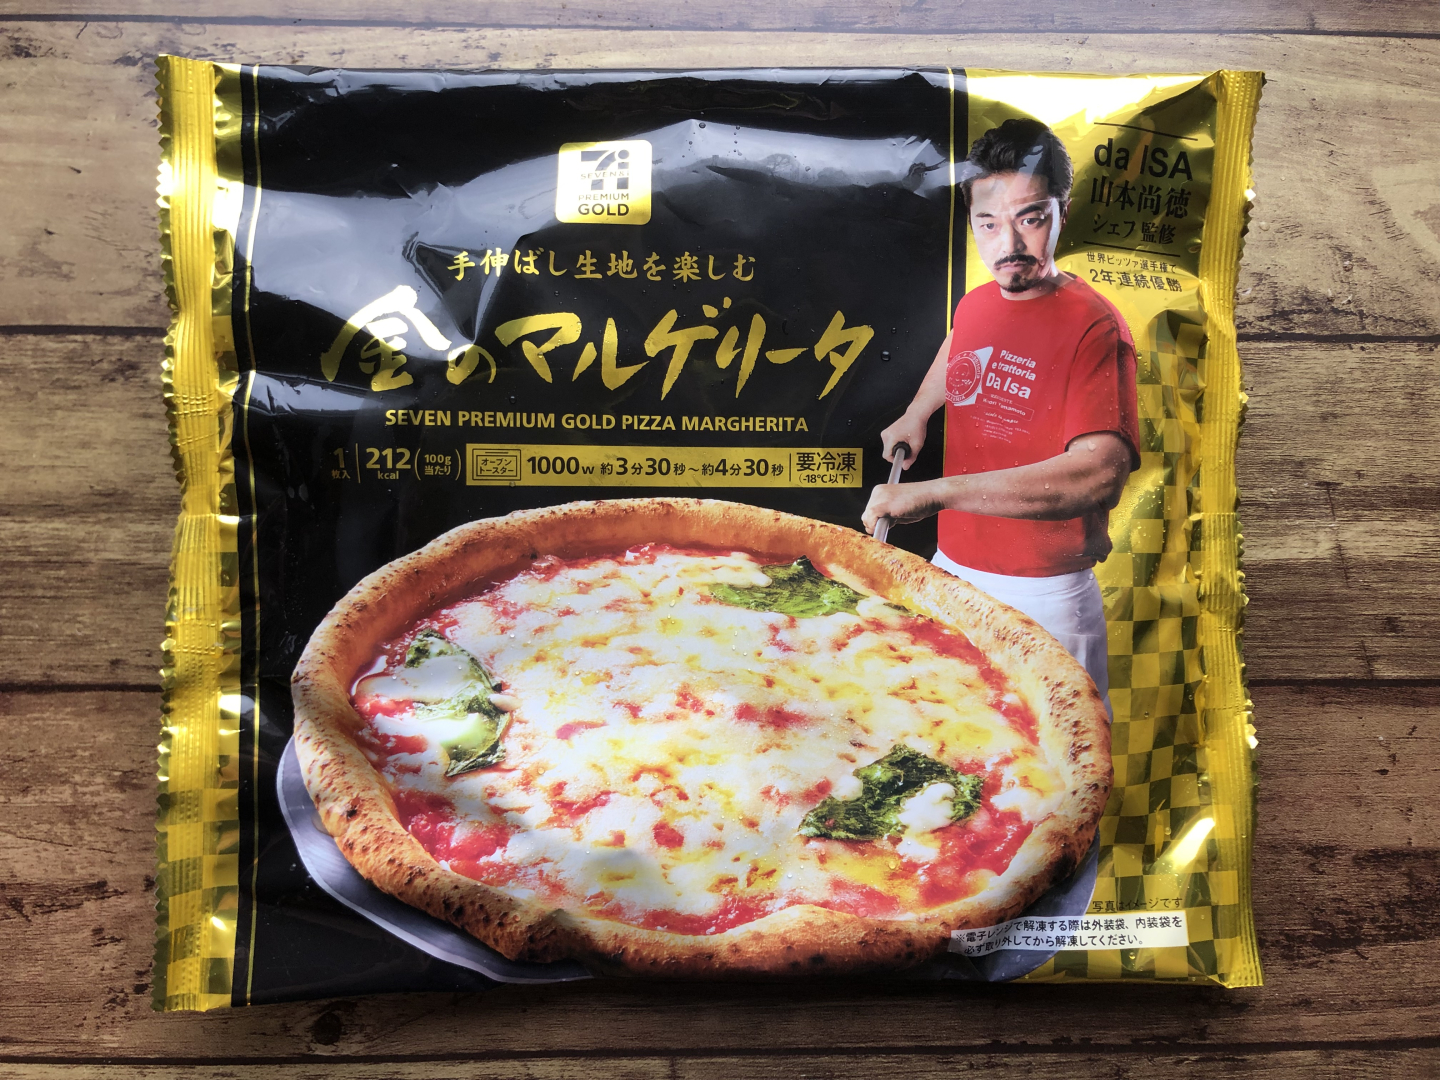 7i
SEVEN&i
PREMIUM
GOLD
手伸ばし生地を楽しむ
金のマルゲリータ
SEVEN PREMIUM GOLD PIZZA MARGHERITA
1枚入 212kcal (100g当たり) オーブントースター 1000w 約3分30秒~約4分30秒 要冷凍(-18℃以下)
da ISA
山本尚徳
シェフ監修
世界ピッツァ選手権で
2年連続優勝
Pizzeria
e trattoria
Da Isa
写真はイメージです
※電子レンジで解凍する際は外装袋、内装袋を
必ず取り外してから解凍してください。